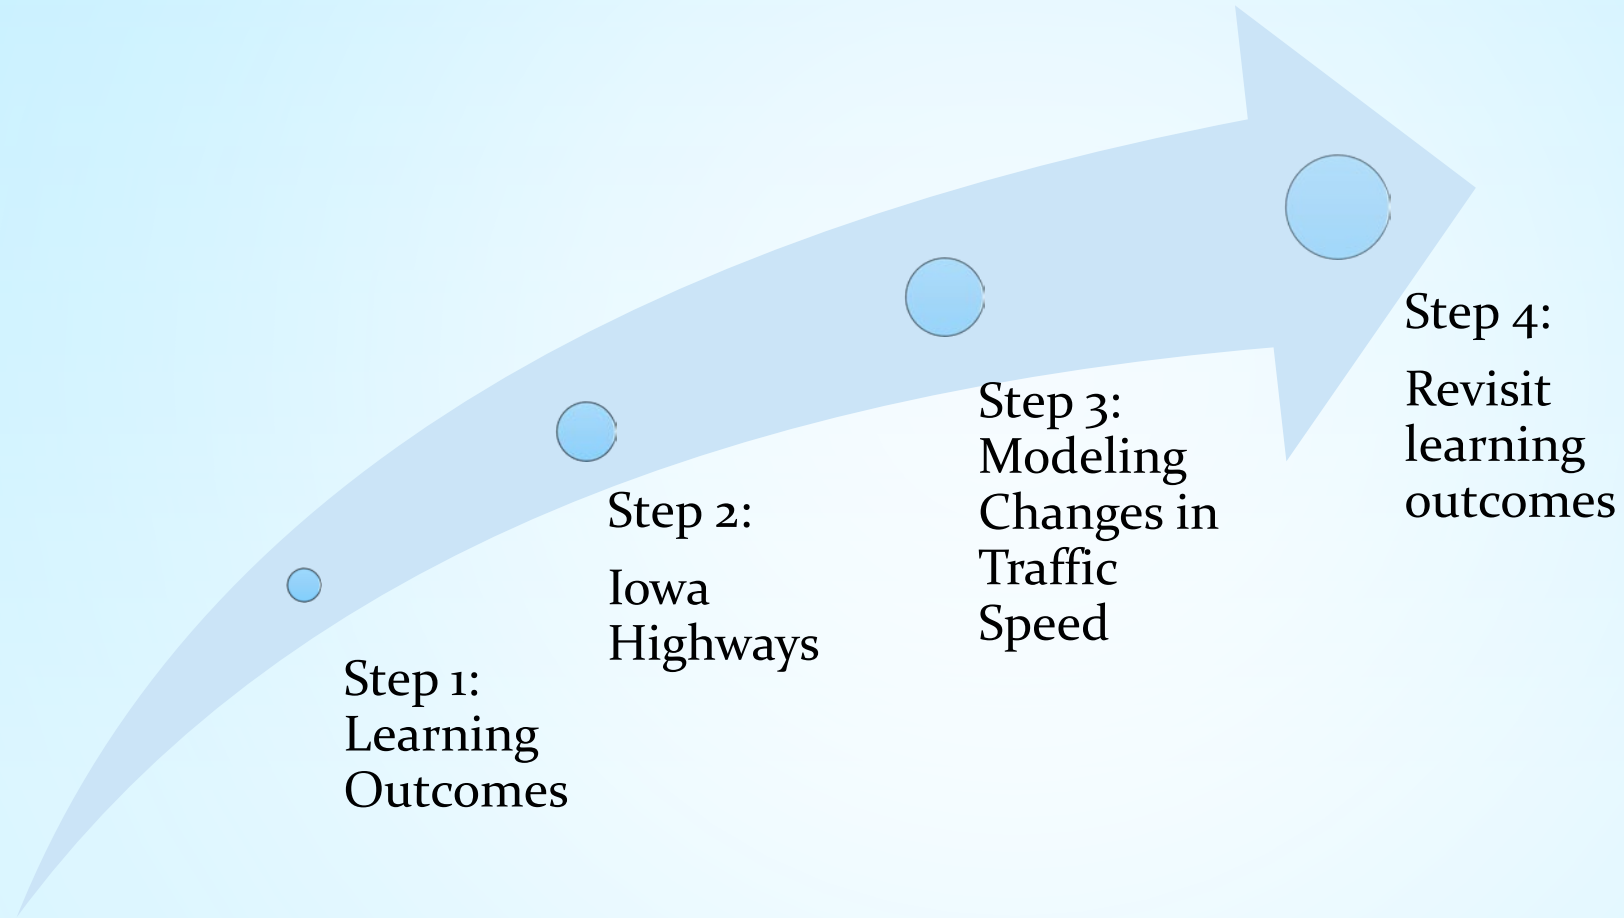 Step 1:
Learning
Outcomes
Step 2:
Iowa
Highways
Step 3:
Modeling
Changes in
Traffic
Speed
Step 4:
Revisit
learning
outcomes